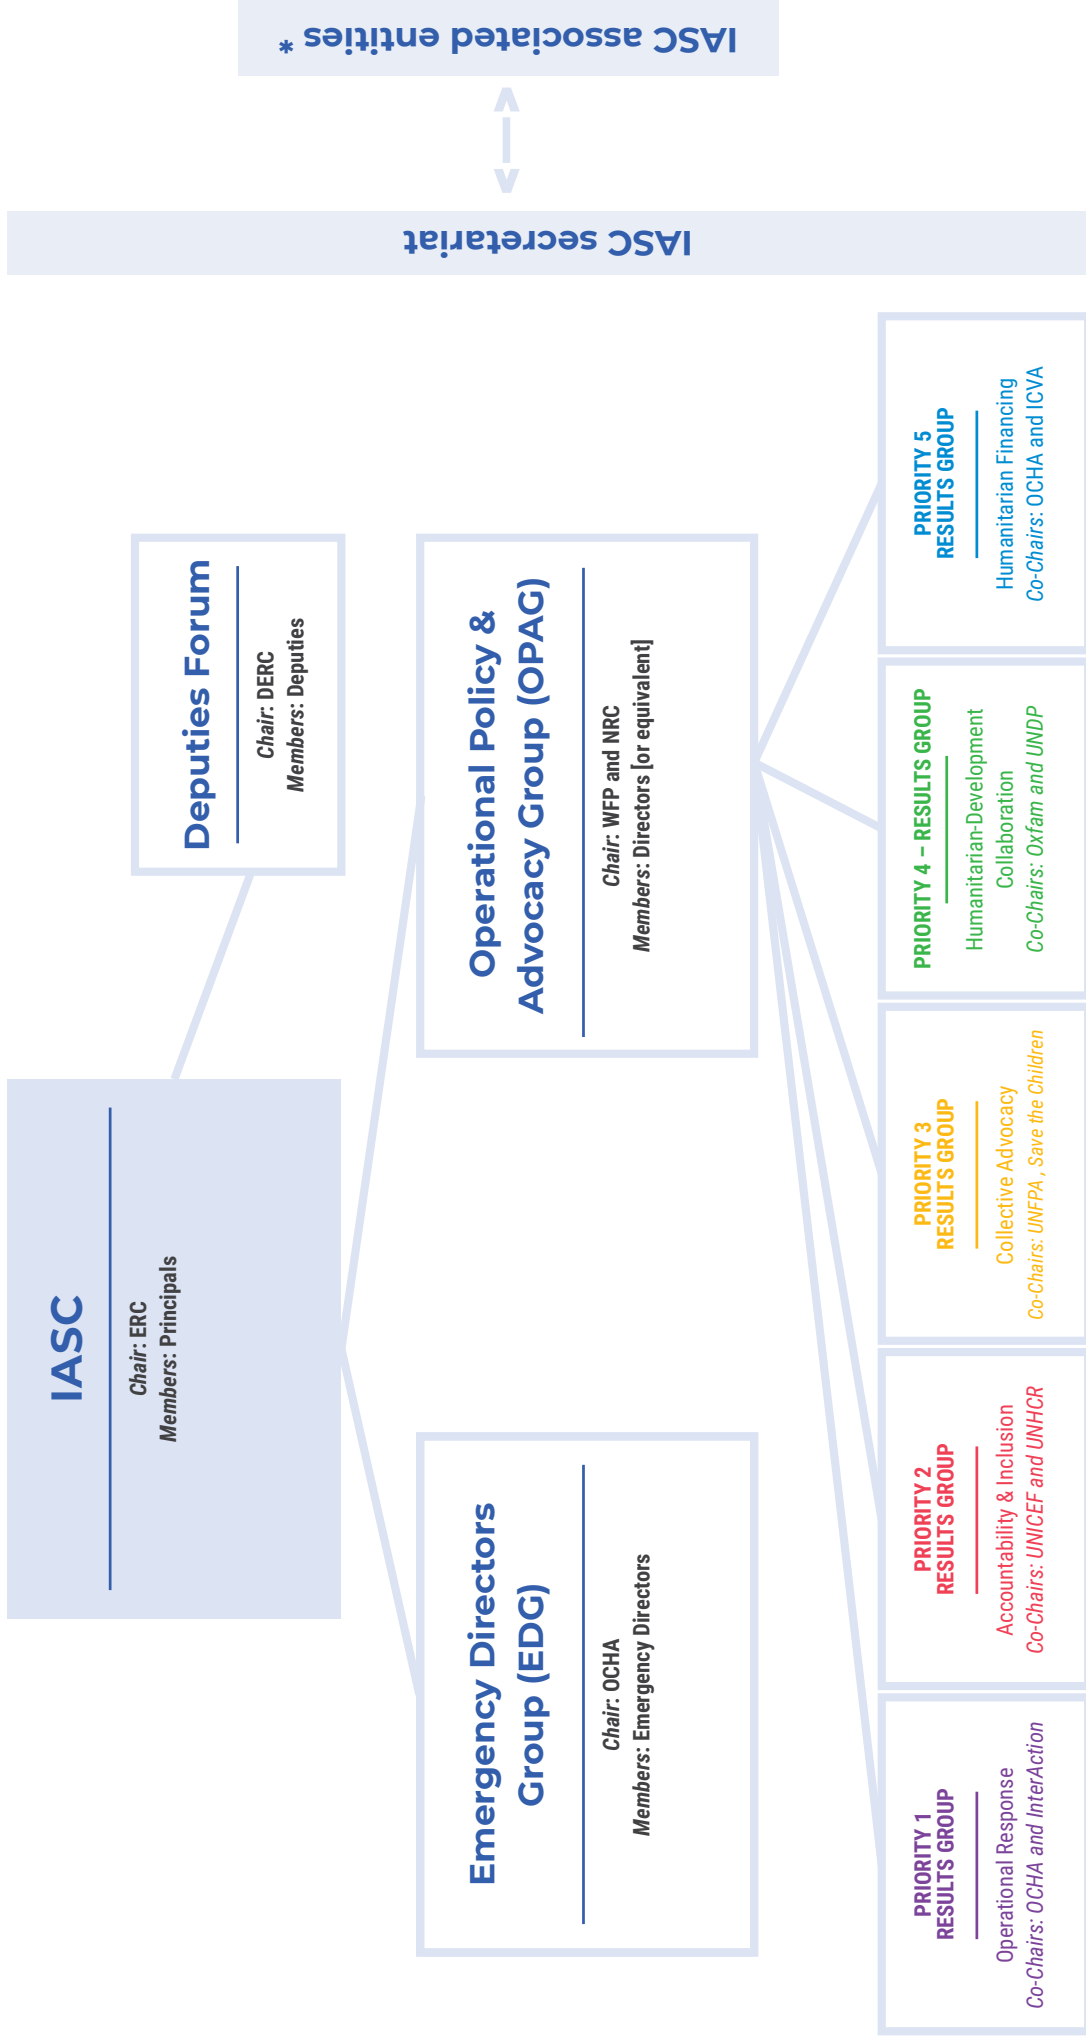 IASC
Chair: ERC
Members: Principals
Deputies Forum
Chair: DERC
Members: Deputies
Emergency Directors
Group (EDG)
Chair: OCHA
Members: Emergency Directors
Operational Policy &
Advocacy Group (OPAG)
Chair: WFP and NRC
Members: Directors [or equivalent]
PRIORITY 1
RESULTS GROUP
Operational Response
Co-Chairs: OCHA and InterAction
PRIORITY 2
RESULTS GROUP
Accountability & Inclusion
Co-Chairs: UNICEF and UNHCR
PRIORITY 3
RESULTS GROUP
Collective Advocacy
Co-Chairs: UNFPA , Save the Children
PRIORITY 4 – RESULTS GROUP
Humanitarian-Development
Collaboration
Co-Chairs: Oxfam and UNDP
PRIORITY 5
RESULTS GROUP
Humanitarian Financing
Co-Chairs: OCHA and ICVA
IASC secretariat
IASC associated entities *